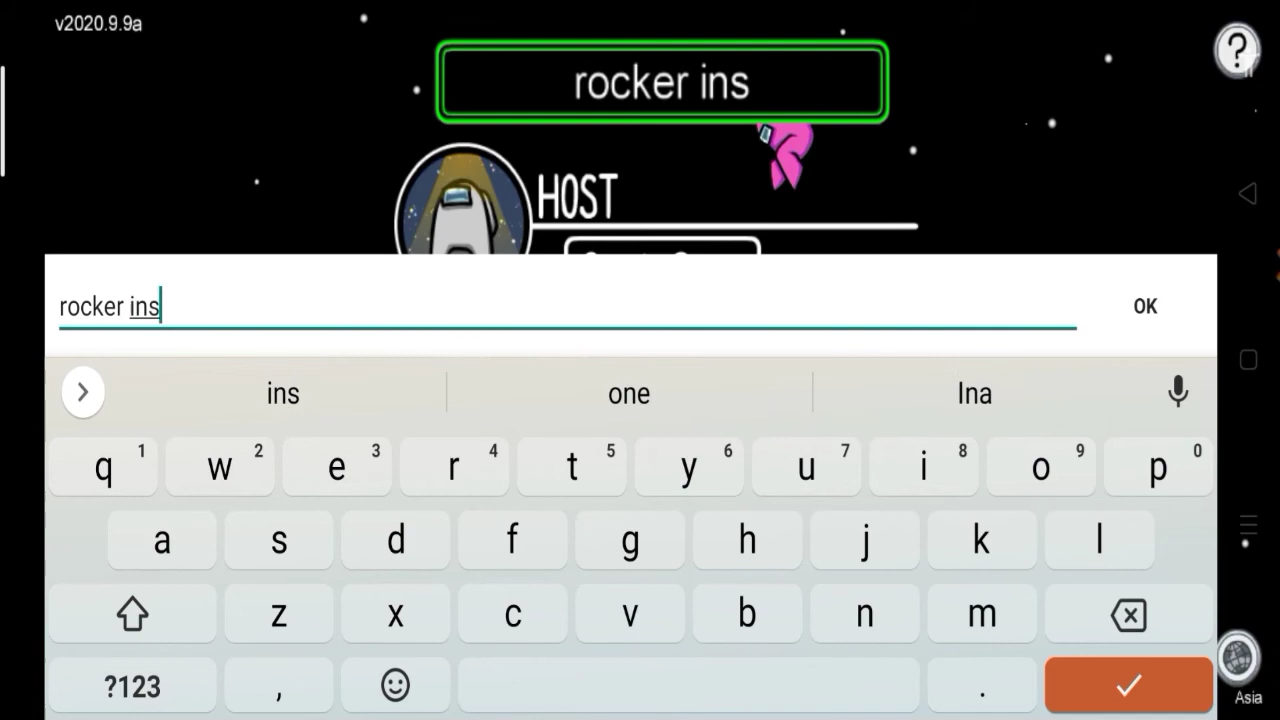 v2020.9.9a
rocker ins
?
HOST
rocker ins
OK
ins one Ina
q 1 w 2 e 3 r 4 t 5 y 6 u 7 i 8 o 9 p 0
a s d f g h j k l
z x c v b n m
?123 , .
Asia